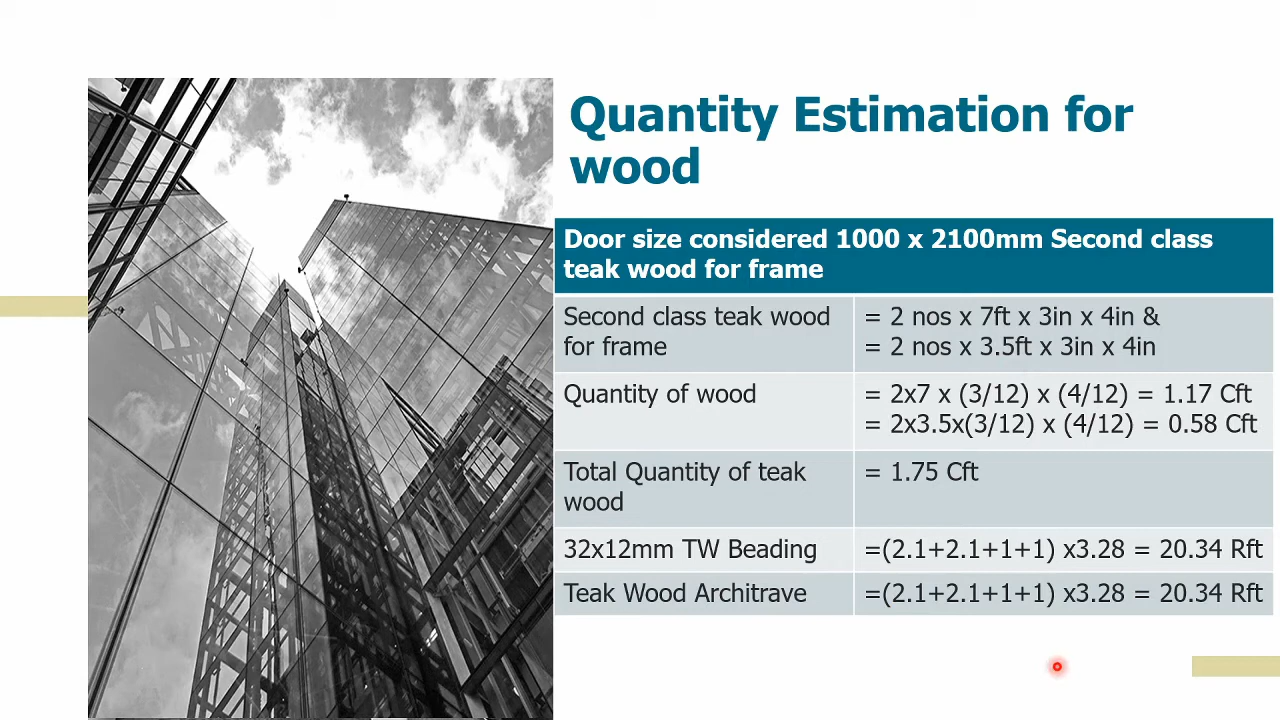 Quantity Estimation for
wood
Door size considered 1000 x 2100mm Second class
teak wood for frame
Second class teak wood
for frame
= 2 nos x 7ft x 3in x 4in &
= 2 nos x 3.5ft x 3in x 4in
Quantity of wood
= 2x7 x (3/12) x (4/12) = 1.17 Cft
= 2x3.5x(3/12) x (4/12) = 0.58 Cft
Total Quantity of teak
wood
= 1.75 Cft
32x12mm TW Beading
=(2.1+2.1+1+1) x3.28 = 20.34 Rft
Teak Wood Architrave
=(2.1+2.1+1+1) x3.28 = 20.34 Rft